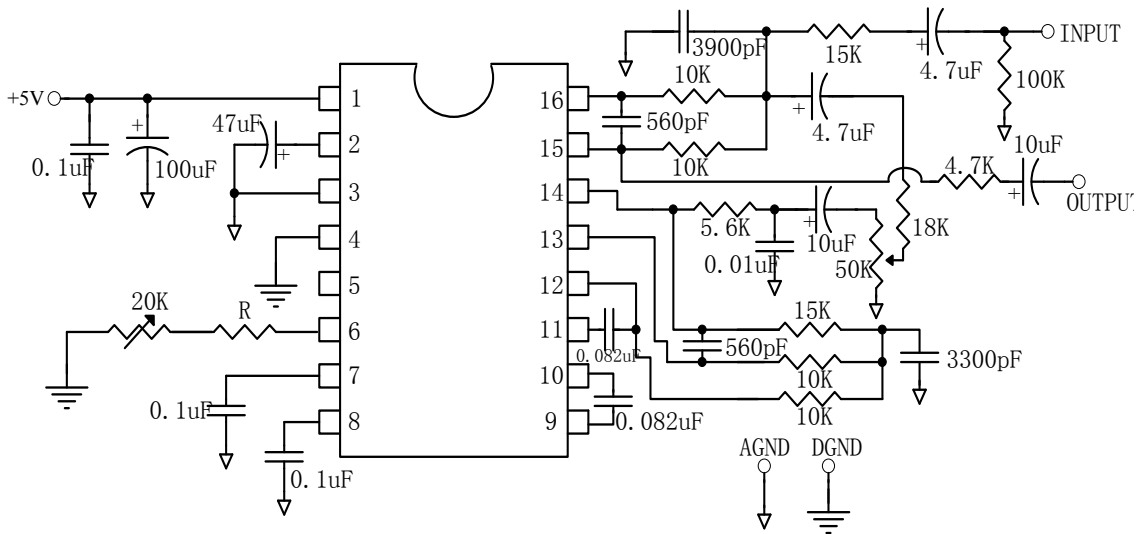 3900pF
15K
+
4.7uF
INPUT
100K
+5V
1
16
10K
+
4.7uF
0.1uF
+
100uF
47uF
+
2
560pF
15
10K
4.7K
10uF
+
OUTPUT
3
14
5.6K
+
10uF
18K
0.01uF
50K
4
13
5
12
20K
R
6
11
0.082uF
560pF
15K
3300pF
10K
10K
7
10
0.1uF
8
9
0.082uF
0.1uF
AGND
DGND